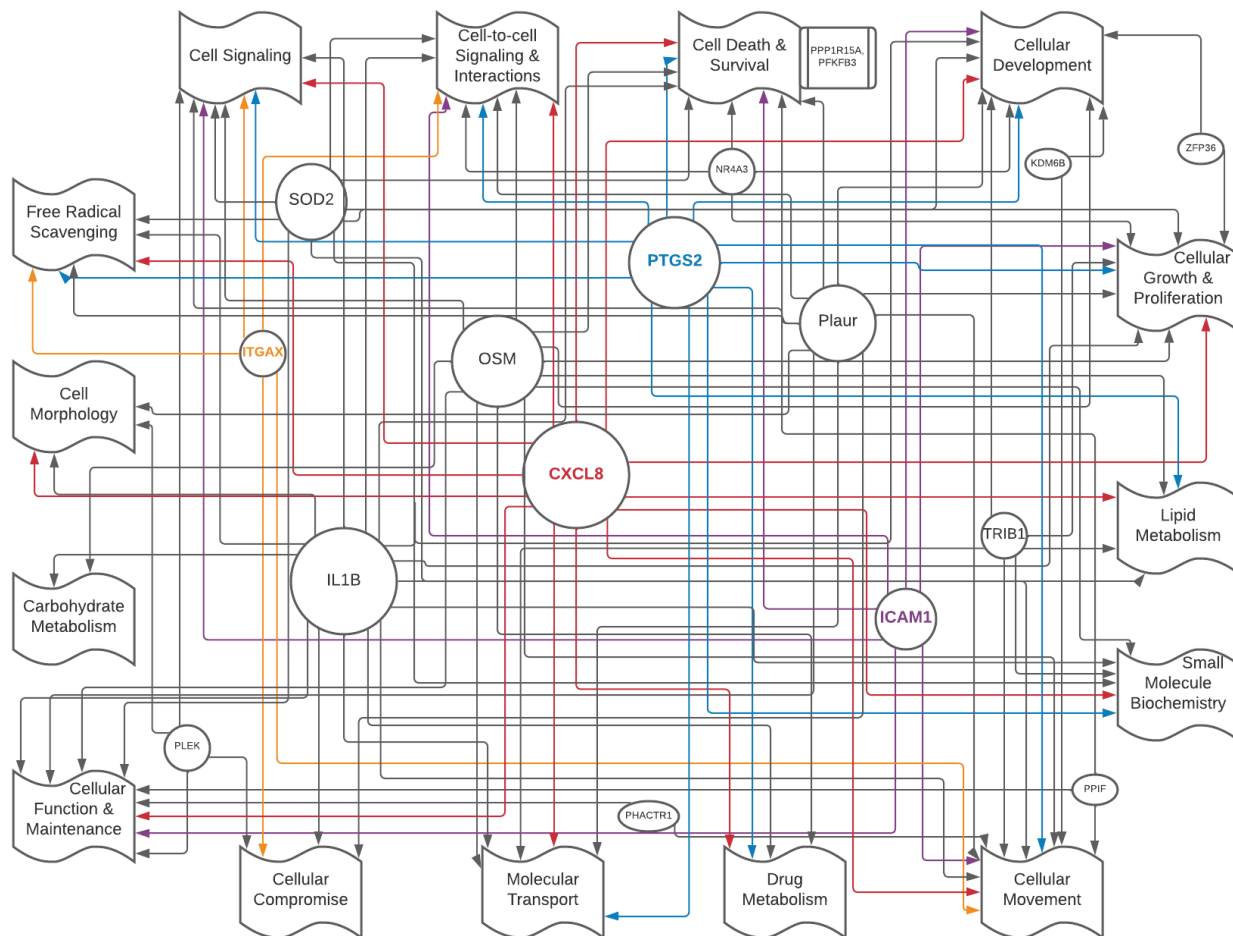 Cell Signaling
Cell-to-cell
Signaling &
Interactions
Cell Death &
Survival
PPP1R15A,
PFKFB3
Cellular
Development
ZFP36
KDM6B
NR4A3
SOD2
Free Radical
Scavenging
PTGS2
Cellular
Growth &
Proliferation
Plaur
ITGAX
OSM
Cell
Morphology
CXCL8
Lipid
Metabolism
TRIB1
IL1B
Carbohydrate
Metabolism
ICAM1
Small
Molecule
Biochemistry
PLEK
Cellular
Function &
Maintenance
PHACTR1
PPIF
Cellular
Compromise
Molecular
Transport
Drug
Metabolism
Cellular
Movement